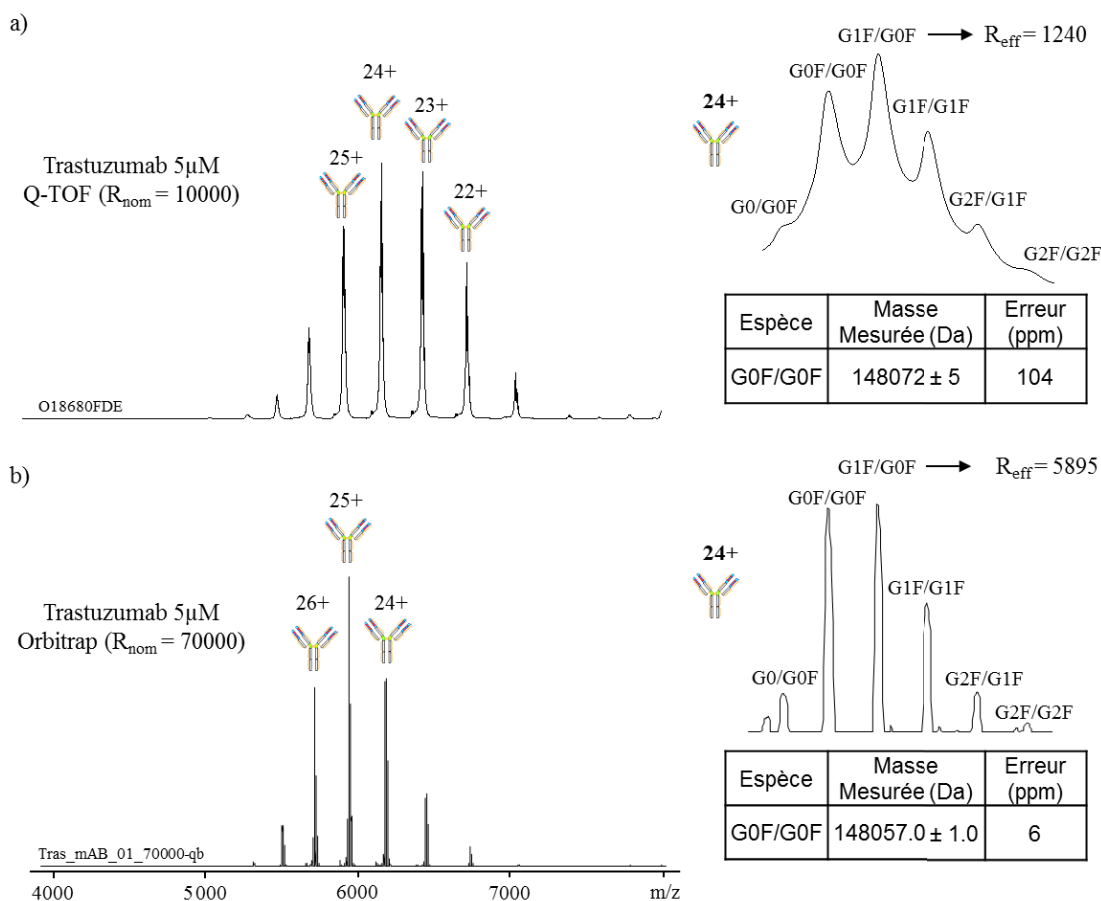 a)
24+
23+
25+
22+
Trastuzumab 5µM
Q-TOF (Rnom = 10000)
O18680FDE
G1F/G0F → Reff = 1240
G0F/G0F
24+
G1F/G1F
G0/G0F
G2F/G1F
G2F/G2F
Espèce Masse Mesurée (Da) Erreur (ppm)
G0F/G0F 148072 ± 5 104
b)
25+
26+
24+
Trastuzumab 5µM
Orbitrap (Rnom = 70000)
Tras_mAB_01_70000-qb
4000 5000 6000 7000 m/z
G1F/G0F → Reff = 5895
G0F/G0F
24+
G1F/G1F
G0/G0F
G2F/G1F
G2F/G2F
Espèce Masse Mesurée (Da) Erreur (ppm)
G0F/G0F 148057.0 ± 1.0 6